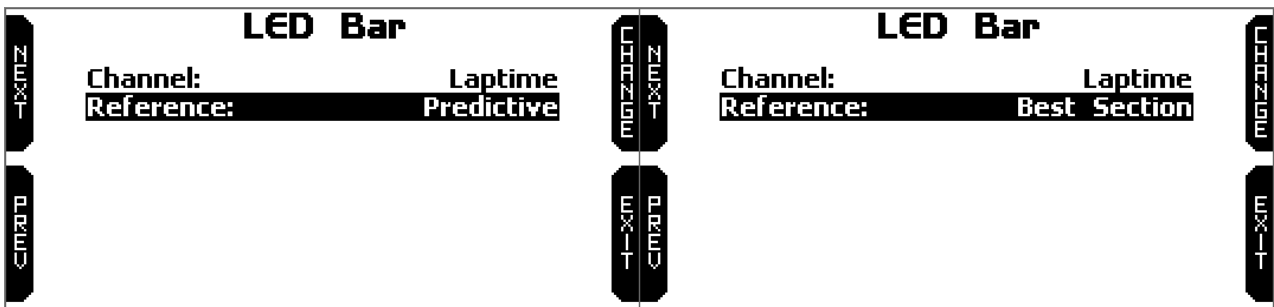 LED Bar
NEXT
CHANGE
Channel: Laptime
Reference: Predictive
PREV
EXIT
LED Bar
NEXT
CHANGE
Channel: Laptime
Reference: Best Section
PREV
EXIT